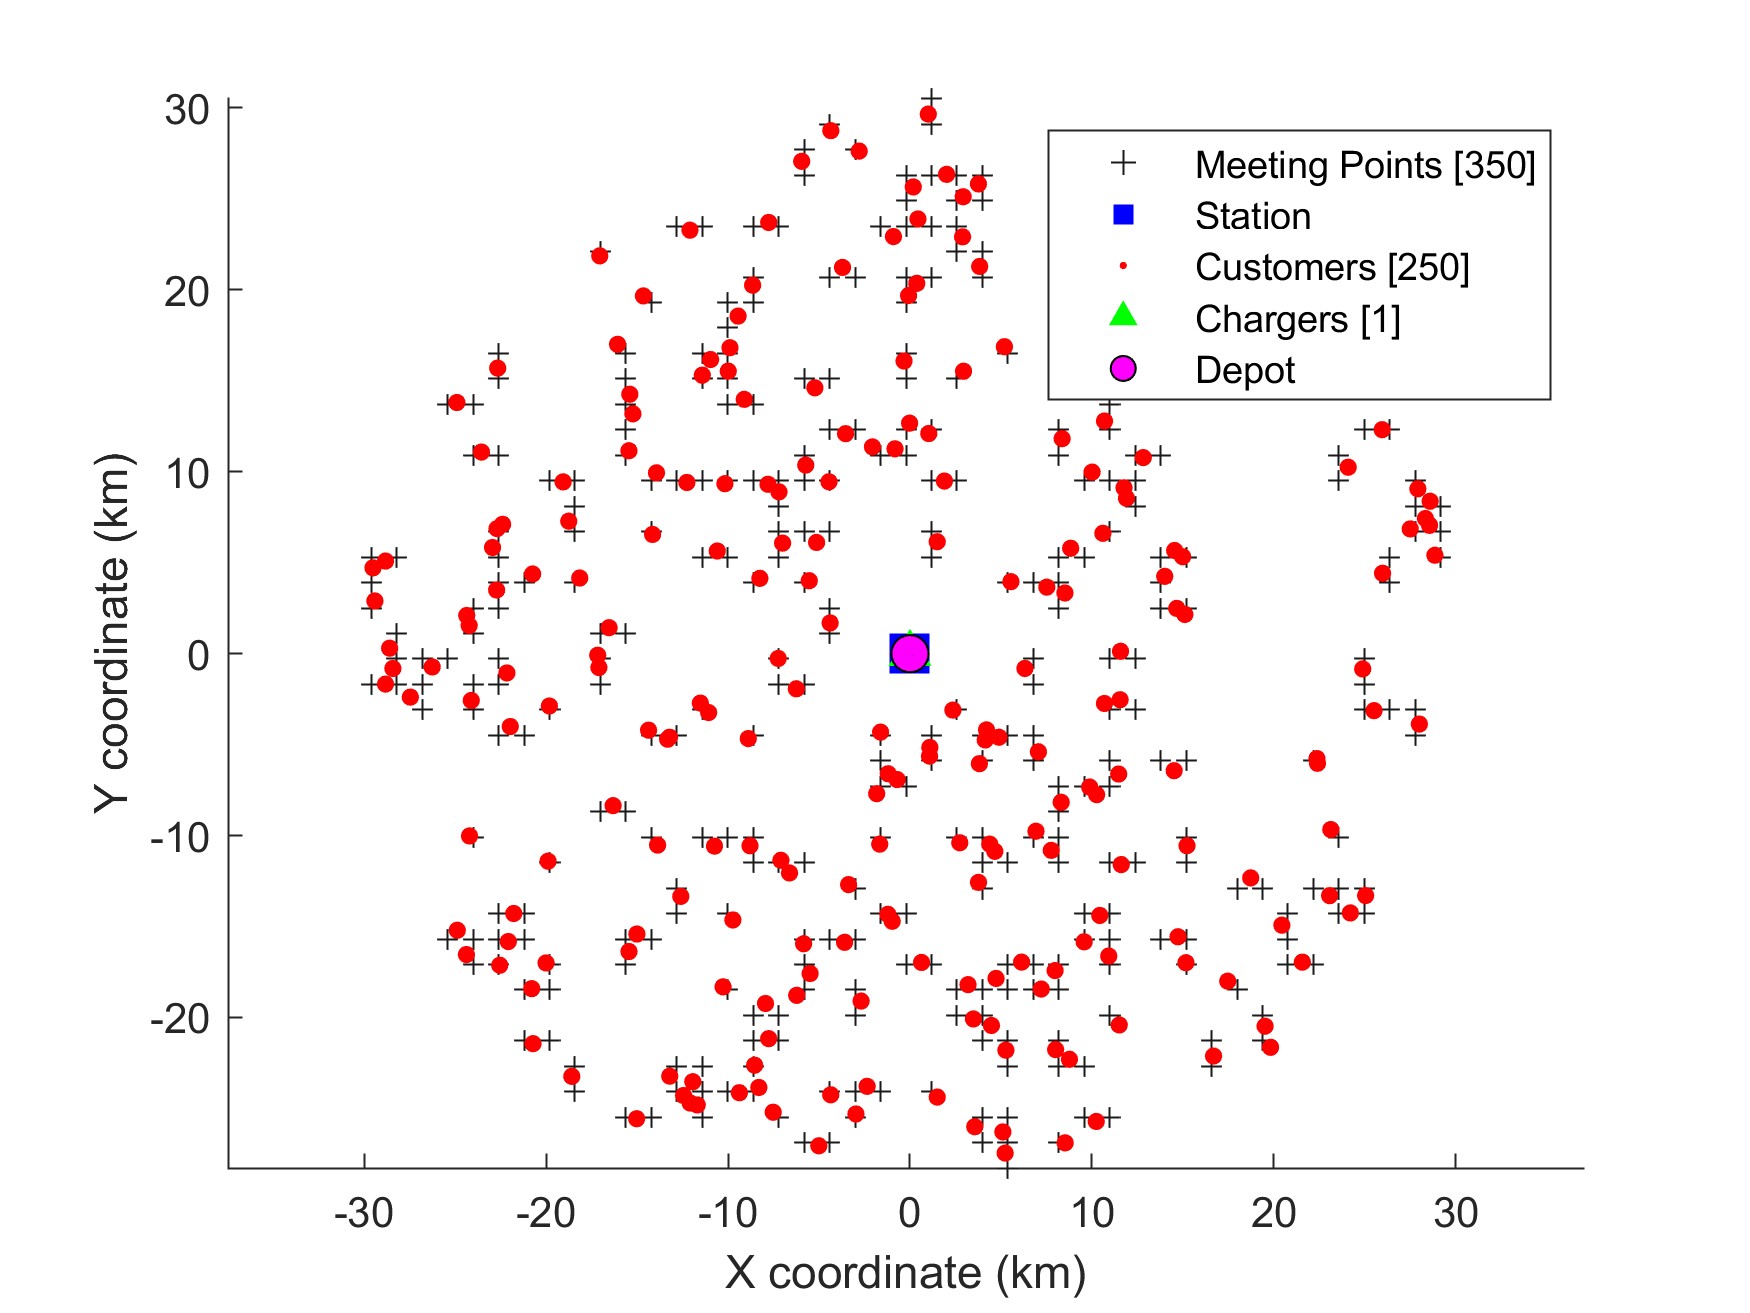 30
20
10
0
-10
-20
Y coordinate (km)
Meeting Points [350]
Station
Customers [250]
Chargers [1]
Depot
-30
-20
-10
0
10
20
30
X coordinate (km)